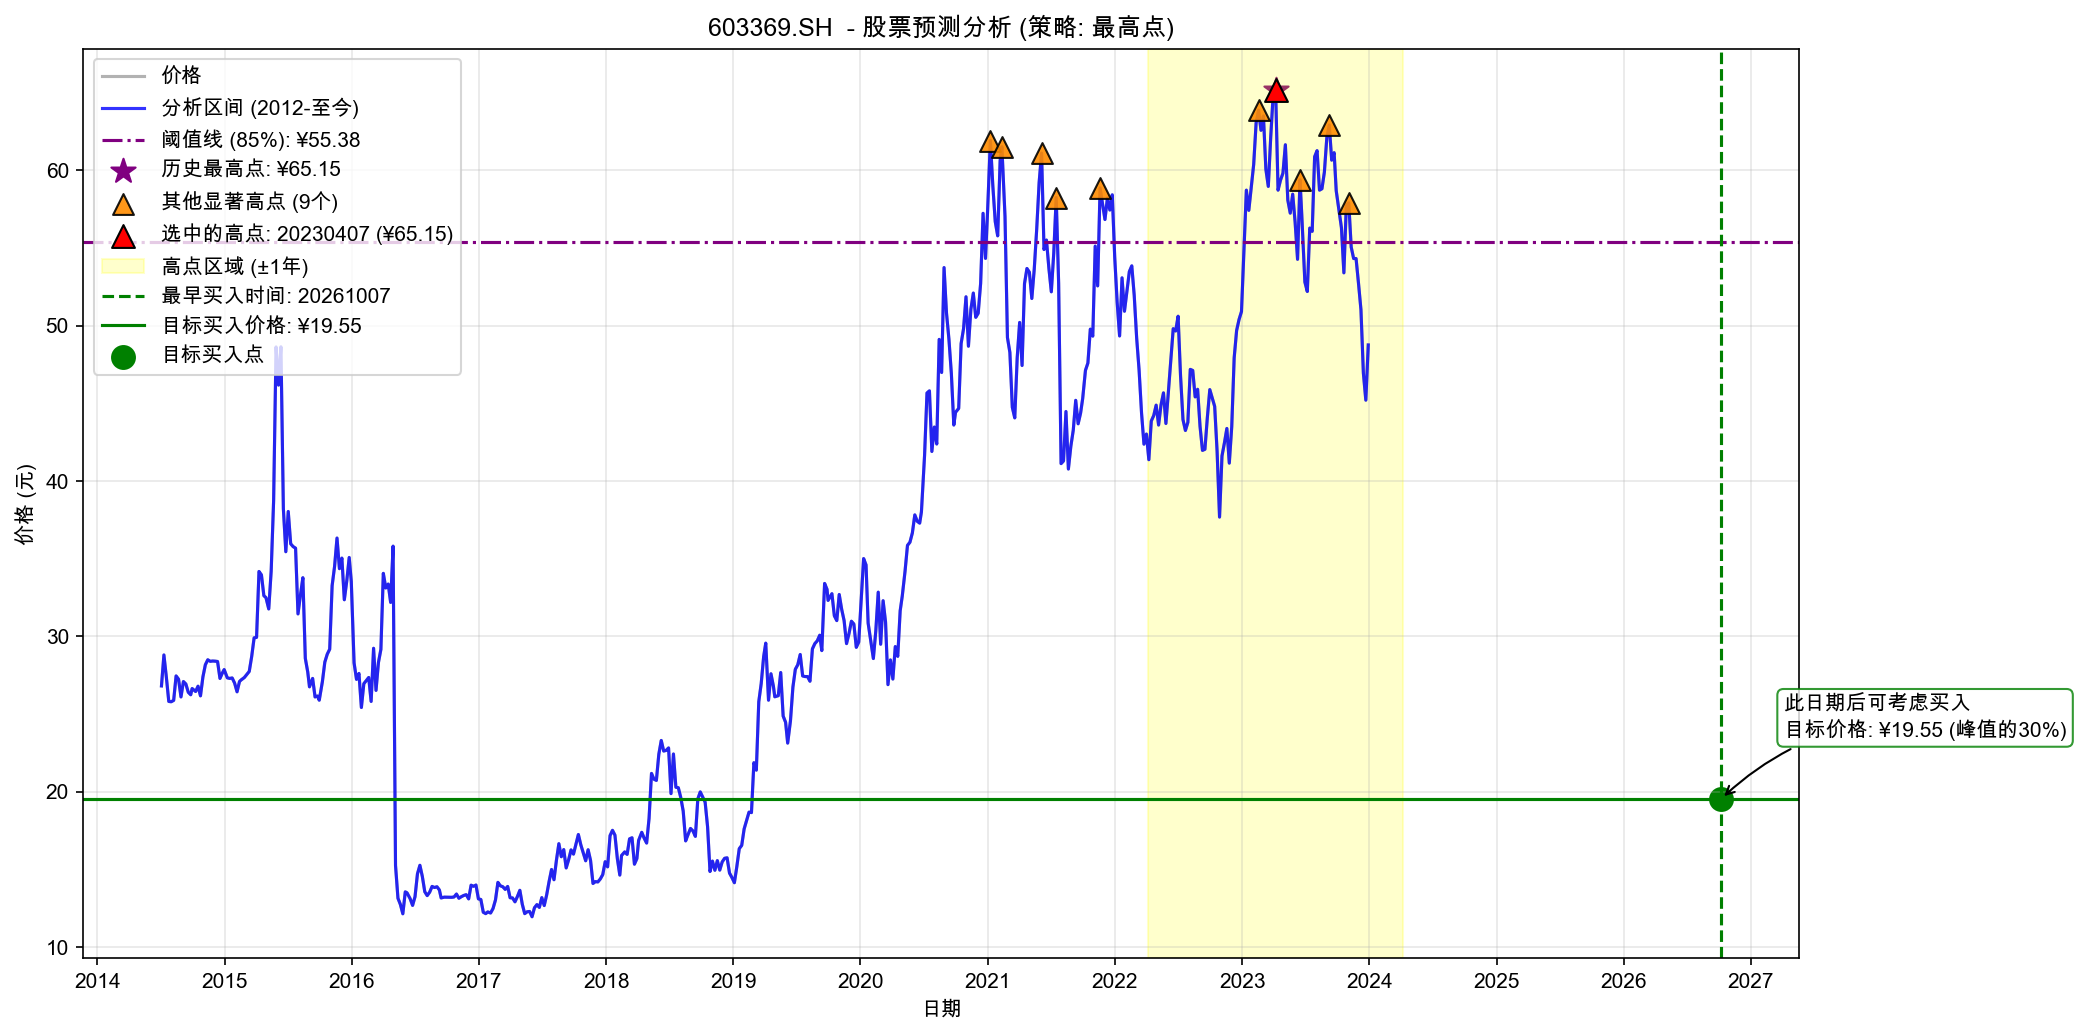 603369.SH - 股票预测分析 (策略: 最高点)
价格
分析区间 (2012-至今)
阈值线 (85%): ¥55.38
历史最高点: ¥65.15
其他显著高点 (9个)
选中的高点: 20230407 (¥65.15)
高点区域 (±1年)
最早买入时间: 20261007
目标买入价格: ¥19.55
目标买入点
价格 (元)
60
50
40
30
20
10
此日期后可考虑买入
目标价格: ¥19.55 (峰值的30%)
2014 2015 2016 2017 2018 2019 2020 2021 2022 2023 2024 2025 2026 2027
日期